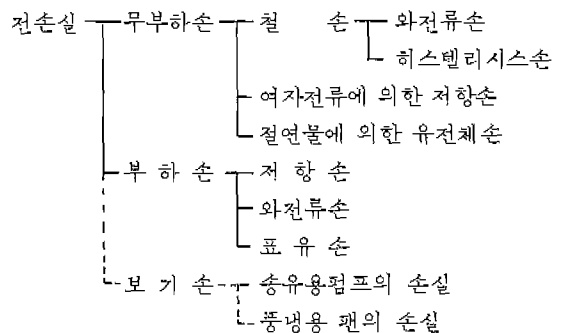 전손실 무부하손 철 손 와전류손
히스텔리시스손
여자전류에 의한 저항손
절연물에 의한 유전체손
부 하 손 저 항 손
와전류손
표 유 손
보 기 손 송유용펌프의 손실
풍냉용 팬의 손실